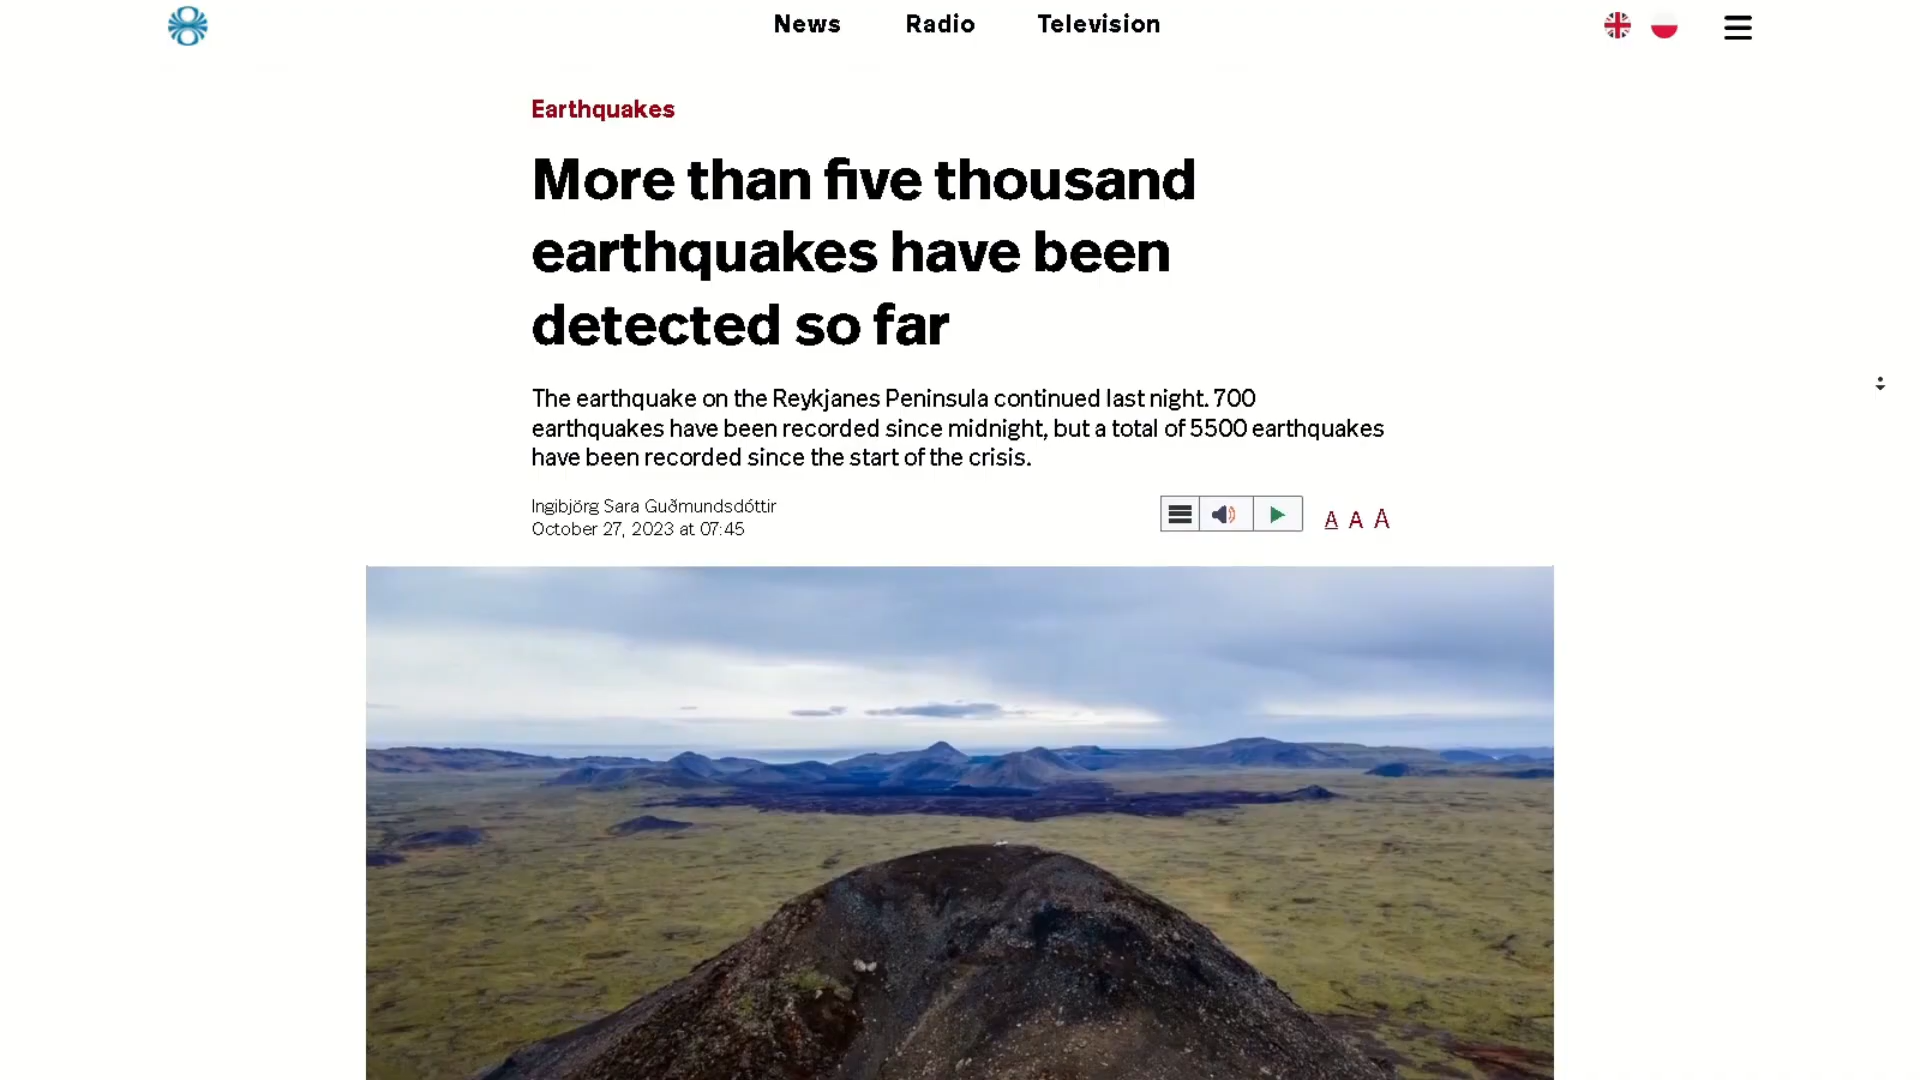 News Radio Television
Earthquakes
More than five thousand
earthquakes have been
detected so far
The earthquake on the Reykjanes Peninsula continued last night. 700
earthquakes have been recorded since midnight, but a total of 5500 earthquakes
have been recorded since the start of the crisis.
Ingibjörg Sara Guðmundsdóttir
October 27, 2023 at 07:45
A A A